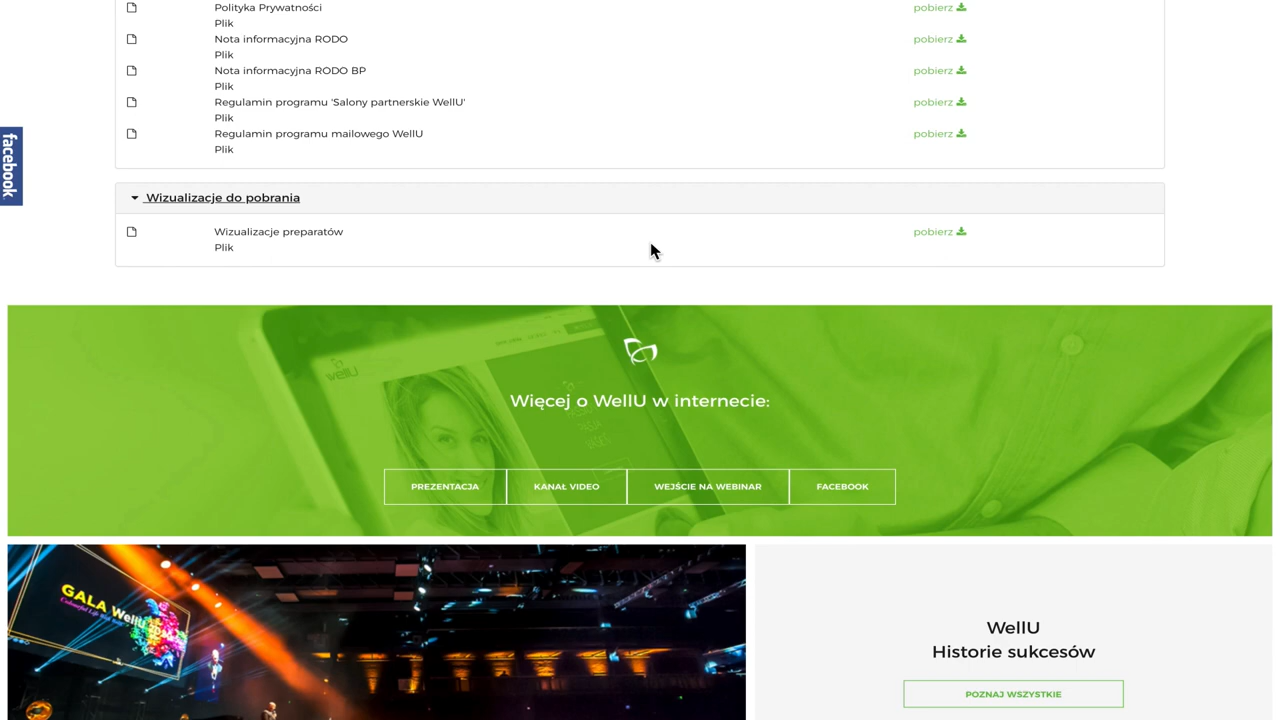 Polityka Prywatności
pobierz
Plik
Nota informacyjna RODO
pobierz
Plik
Nota informacyjna RODO BP
pobierz
Plik
Regulamin programu 'Salony partnerskie WellU'
pobierz
Plik
Regulamin programu mailowego WellU
pobierz
Plik
facebook
Wizualizacje do pobrania
Wizualizacje preparatów
pobierz
Plik
wellU
Więcej o WellU w internecie:
PREZENTACJA
KANAŁ VIDEO
WEJŚCIE NA WEBINAR
FACEBOOK
GALA WellU
WellU
Historie sukcesów
POZNAJ WSZYSTKIE